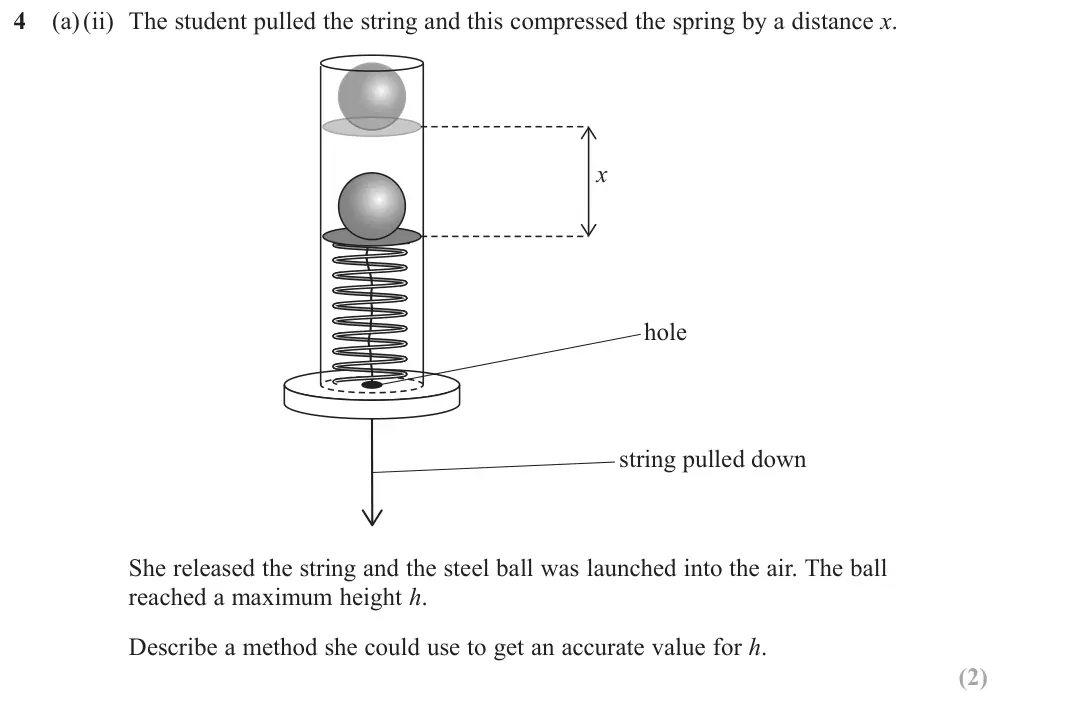 4 (a)(ii) The student pulled the string and this compressed the spring by a distance x.
x
hole
string pulled down
She released the string and the steel ball was launched into the air. The ball
reached a maximum height h.
Describe a method she could use to get an accurate value for h.
(2)